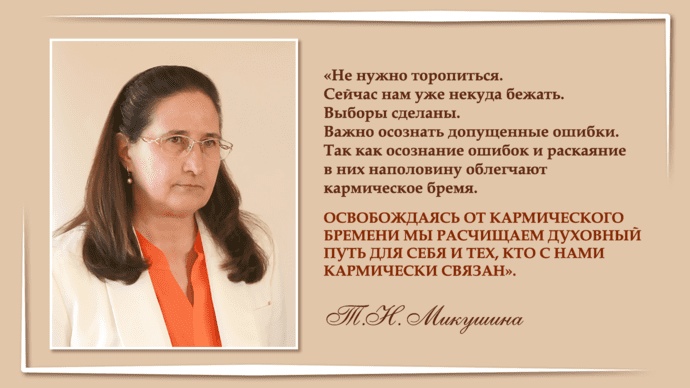 «Не нужно торопиться.
Сейчас нам уже некуда бежать.
Выборы сделаны.
Важно осознать допущенные ошибки.
Так как осознание ошибок и раскаяние
в них наполовину облегчают
кармическое бремя.
ОСВОБОЖДАЯСЬ ОТ КАРМИЧЕСКОГО
БРЕМЕНИ МЫ РАСЧИЩАЕМ ДУХОВНЫЙ
ПУТЬ ДЛЯ СЕБЯ И ТЕХ, КТО С НАМИ
КАРМИЧЕСКИ СВЯЗАН».
Т.Н. Микушина